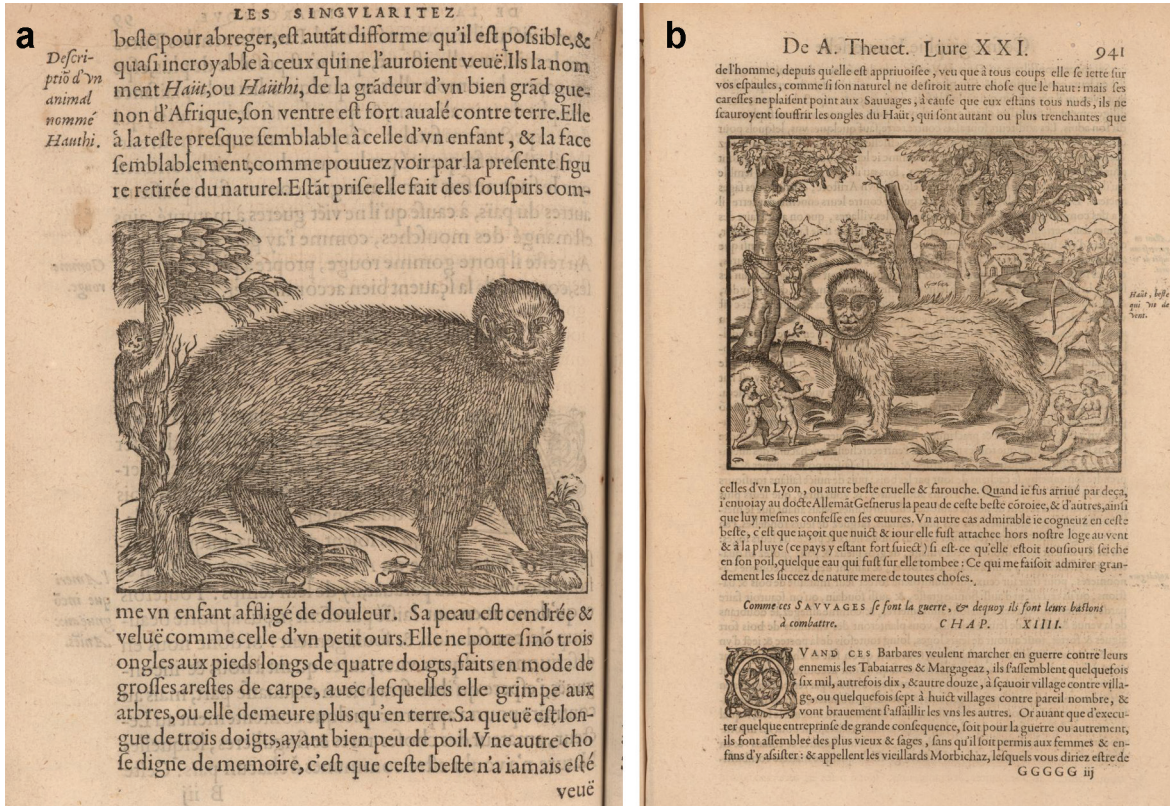 a
LES SINGVLARITEZ
Descri-
ptiō d'vn
animal
nommé
Hauthi.
beſte pour abreger,eſt autāt difforme qu'il eſt poſſible,&
quaſi incroyable à ceux qui ne l'auroient veuë.Ils la nom
ment Haüt,ou Haüthi, de la grādeur d'vn bien grād gue-
non d'Afrique,ſon ventre eſt fort aualé contre terre.Elle
à la teſte preſque ſemblable à celle d'vn enfant, & la face
ſemblablement,comme pouuez voir par la preſente figu
re retirée du naturel.Eſtāt priſe elle fait des ſouſpirs com-
me vn enfant affligé de douleur. Sa peau eſt cendrée &
veluë comme celle d'vn petit ours.Elle ne porte ſinō trois
ongles aux pieds longs de quatre doigts,faits en mode de
groſſes areſtes de carpe, auec leſquelles elle grimpe aux
arbres,ou elle demeure plus qu'en terre.Sa queuë eſt lon-
gue de trois doigts,ayant bien peu de poil.Vne autre cho
ſe digne de memoire, c'eſt que ceſte beſte n'a iamais eſté
veuë
b
De A. Theuet. Liure XXI. 941
de l'homme, depuis qu'elle eſt appriuoiſee, veu que à tous coups elle ſe iette ſur
vos eſpaules, comme ſi ſon naturel ne deſiroit autre choſe que le haut: mais ſes
careſſes ne plaiſent point aux Sauuages, à cauſe que eux eſtans tous nuds, ils ne
ſcauroyent ſouffrir les ongles du Haüt, qui ſont autant ou plus trenchantes que
Haüt, beſte
qui vit de
vent.
celles d'vn Lyon, ou autre beſte cruelle & farouche. Quand ie fus arriué par deça,
i'enuoiay au docte Allemāt Geſnerus la peau de ceſte beſte & d'autres,ainſi
que luy meſmes confeſſe en ſes œuures. Vn autre cas admirable ie cogneuz en ceſte
beſte, c'eſt que iaçoit que nuict & iour elle fuſt attachee hors noſtre loge au vent
& à la pluye (ce pays y eſtant fort ſuiect) ſi eſt-ce qu'elle eſtoit touſiours ſeiche
en ſon poil,quelque eau qui fuſt ſur elle tombee : Ce qui me faiſoit admirer gran-
dement les ſuccez de nature mere de toutes choſes.
Comme ces SAVVAGES ſe font la guerre, & dequoy ils font leurs baſtons
à combattre. CHAP. XIIII.
QVAND CES Barbares veulent marcher en guerre contre leurs
ennemis les Tabaiarres & Margageaz, ils ſ'aſſemblent quelquefois
ſix mil, autrefois dix, & autre douze, à ſçauoir village contre villa-
ge, ou quelquefois ſept à huict villages contre pareil nombre, &
vont brauement ſ'aſſaillir les vns les autres. Or auant que d'execu-
ter quelque entreprinſe de grande conſequence, ſoit pour la guerre ou autrement,
ils font aſſemblee des plus vieux & ſages, ſans qu'il ſoit permis aux femmes & en-
fans d'y aſſiſter : & appellent les vieillards Morbichaz, leſquels vous diriez eſtre de
GGGGG iij